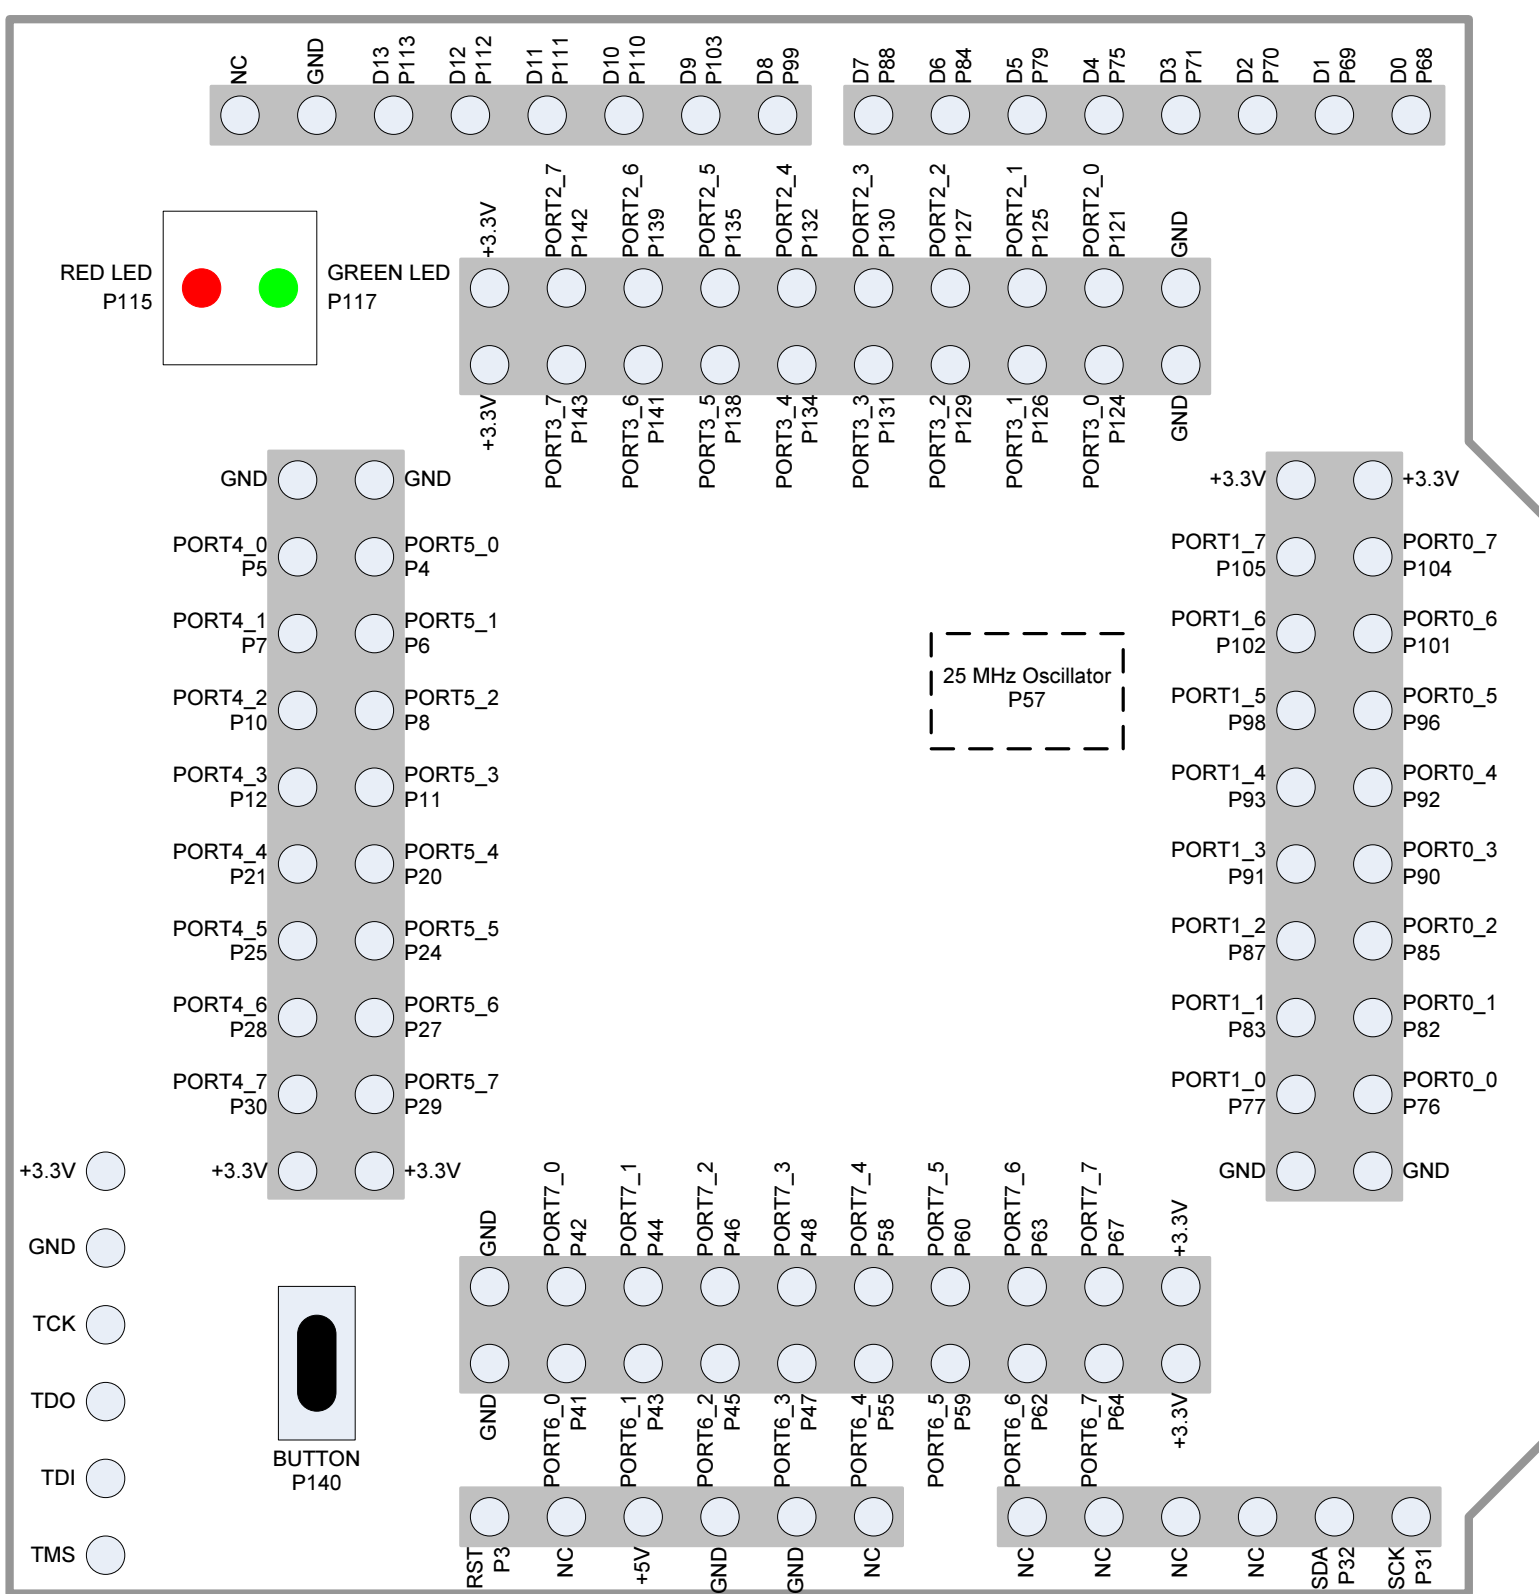 NC
GND
D13
P113
D12
P112
D11
P111
D10
P110
D9
P103
D8
P99
D7
P88
D6
P84
D5
P79
D4
P75
D3
P71
D2
P70
D1
P69
D0
P68
RED LED
P115
GREEN LED
P117
+3.3V
PORT2_7
P142
PORT2_6
P139
PORT2_5
P135
PORT2_4
P132
PORT2_3
P130
PORT2_2
P127
PORT2_1
P125
PORT2_0
P121
GND
+3.3V
PORT3_7
P143
PORT3_6
P141
PORT3_5
P138
PORT3_4
P134
PORT3_3
P131
PORT3_2
P129
PORT3_1
P126
PORT3_0
P124
GND
GND
GND
PORT4_0
P5
PORT5_0
P4
PORT4_1
P7
PORT5_1
P6
PORT4_2
P10
PORT5_2
P8
PORT4_3
P12
PORT5_3
P11
PORT4_4
P21
PORT5_4
P20
PORT4_5
P25
PORT5_5
P24
PORT4_6
P28
PORT5_6
P27
PORT4_7
P30
PORT5_7
P29
+3.3V
+3.3V
25 MHz Oscillator
P57
+3.3V
+3.3V
PORT1_7
P105
PORT0_7
P104
PORT1_6
P102
PORT0_6
P101
PORT1_5
P98
PORT0_5
P96
PORT1_4
P93
PORT0_4
P92
PORT1_3
P91
PORT0_3
P90
PORT1_2
P87
PORT0_2
P85
PORT1_1
P83
PORT0_1
P82
PORT1_0
P77
PORT0_0
P76
GND
GND
+3.3V
GND
TCK
TDO
TDI
TMS
BUTTON
P140
GND
PORT7_0
P42
PORT7_1
P44
PORT7_2
P46
PORT7_3
P48
PORT7_4
P58
PORT7_5
P60
PORT7_6
P63
PORT7_7
P67
+3.3V
GND
PORT6_0
P41
PORT6_1
P43
PORT6_2
P45
PORT6_3
P47
PORT6_4
P55
PORT6_5
P59
PORT6_6
P62
PORT6_7
P64
+3.3V
RST
P3
NC
+5V
GND
GND
NC
NC
NC
NC
NC
SDA
P32
SCK
P31